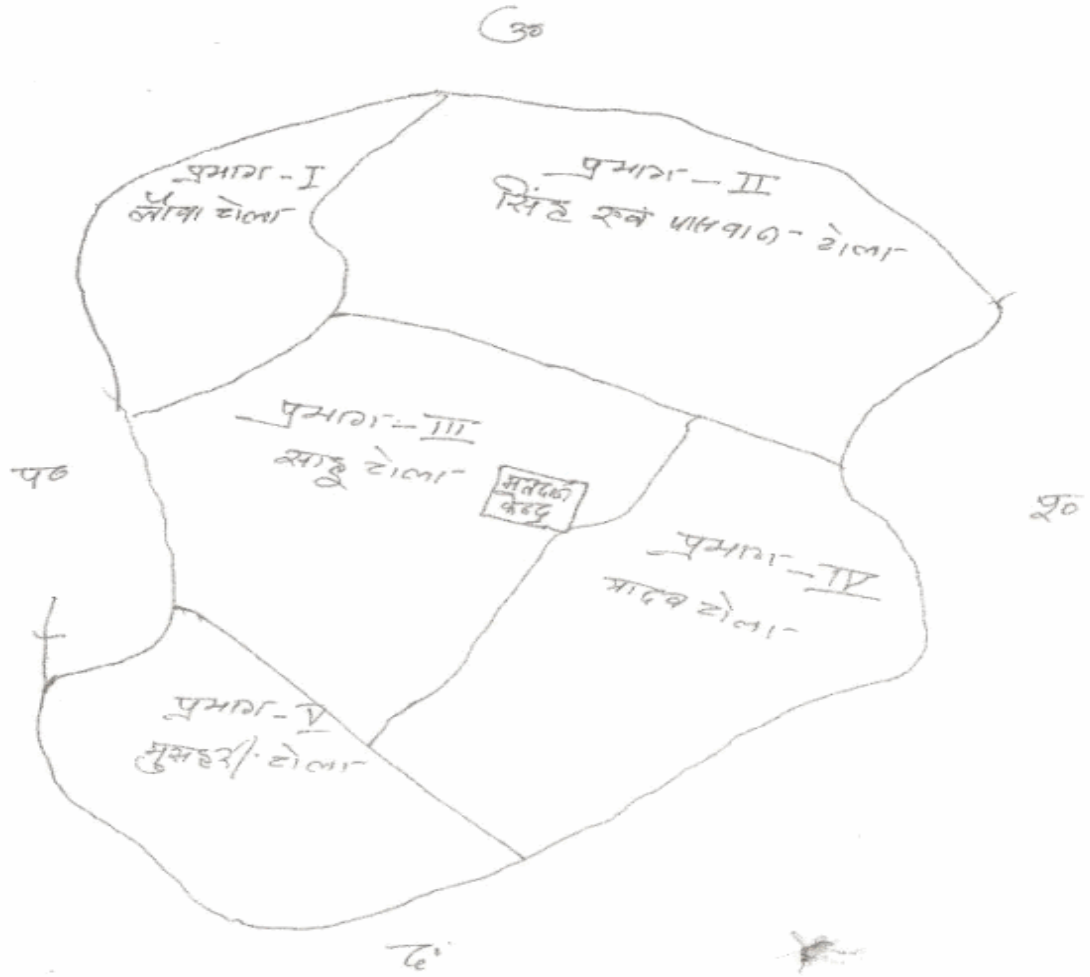 उ०
प्रभाग - I
लौवा टोला
प्रभाग - II
सिंह एवं पासवान - टोला
प्रभाग - III
साहू टोला
मतदान
केन्द्र
प०
पू०
प्रभाग - IV
यादव टोला
प्रभाग - V
मुसहरी टोला
द०